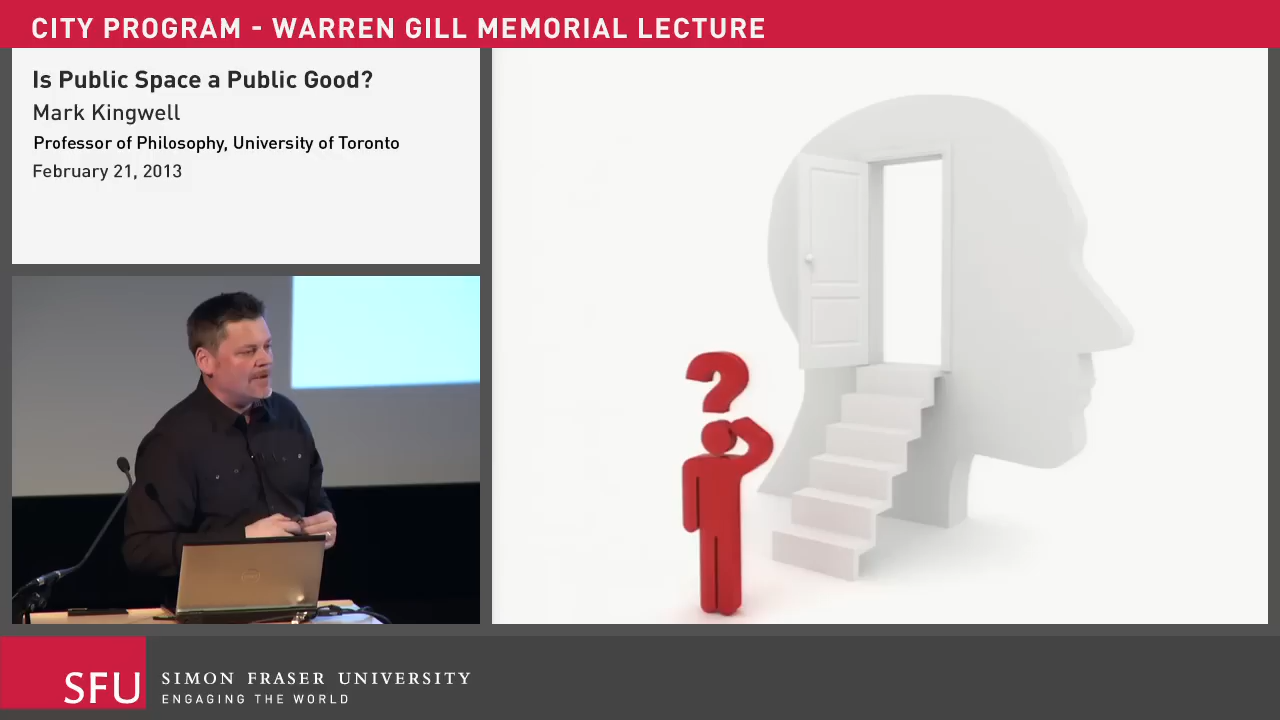 CITY PROGRAM - WARREN GILL MEMORIAL LECTURE
Is Public Space a Public Good?
Mark Kingwell
Professor of Philosophy, University of Toronto
February 21, 2013
?
SFU
SIMON FRASER UNIVERSITY
ENGAGING THE WORLD